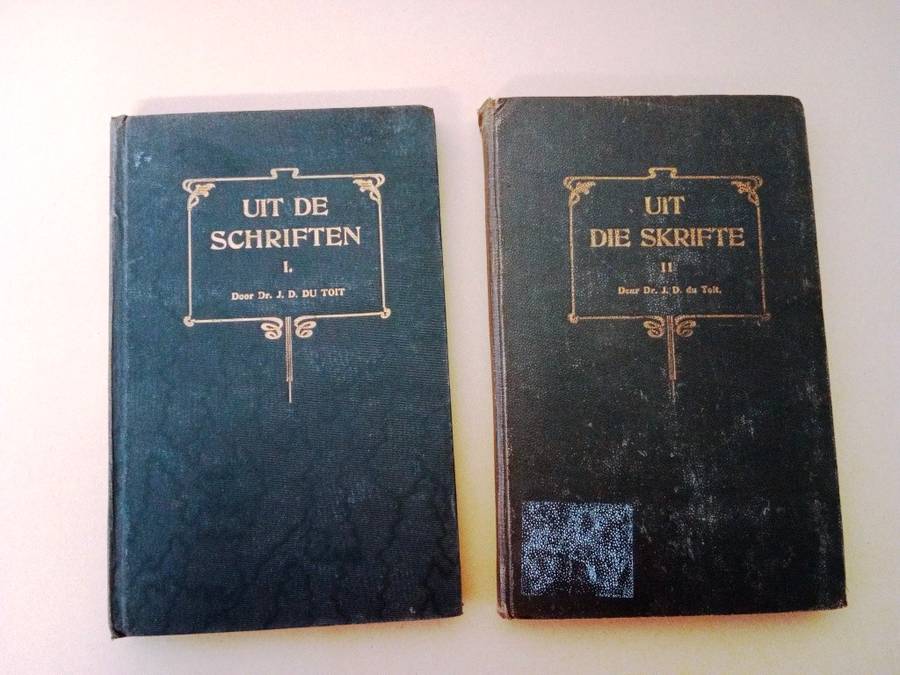 UIT DE
SCHRIFTEN
I.
Door Dr. J. D. DU TOIT
UIT
DIE SKRIFTE
II
Deur Dr. J. D. du Toit.